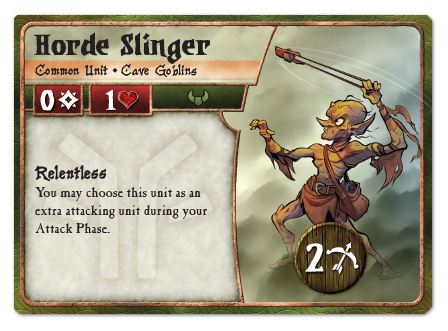 Horde Slinger
Common Unit • Cave Goblins
0 1
Relentless
You may choose this unit as an
extra attacking unit during your
Attack Phase.
2